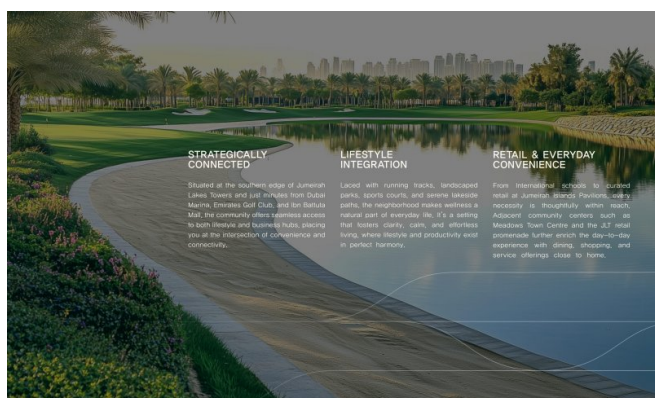 STRATEGICALLY
CONNECTED
Situated at the southern edge of Jumeirah
Lakes Towers and just minutes from Dubai
Marina, Emirates Golf Club, and Ibn Battuta
Mall, the community offers seamless access
to both lifestyle and business hubs, placing
you at the intersection of convenience and
connectivity.
LIFESTYLE
INTEGRATION
Laced with running tracks, landscaped
parks, sports courts, and serene lakeside
paths, the neighborhood makes wellness a
natural part of everyday life. It's a setting
that fosters clarity, calm, and effortless
living, where lifestyle and productivity exist
in perfect harmony.
RETAIL & EVERYDAY
CONVENIENCE
From International schools to curated
retail at Jumeirah Islands Pavilions, every
necessity is thoughtfully within reach.
Adjacent community centers such as
Meadows Town Centre and the JLT retail
promenade further enrich the day-to-day
experience with dining, shopping, and
service offerings close to home.